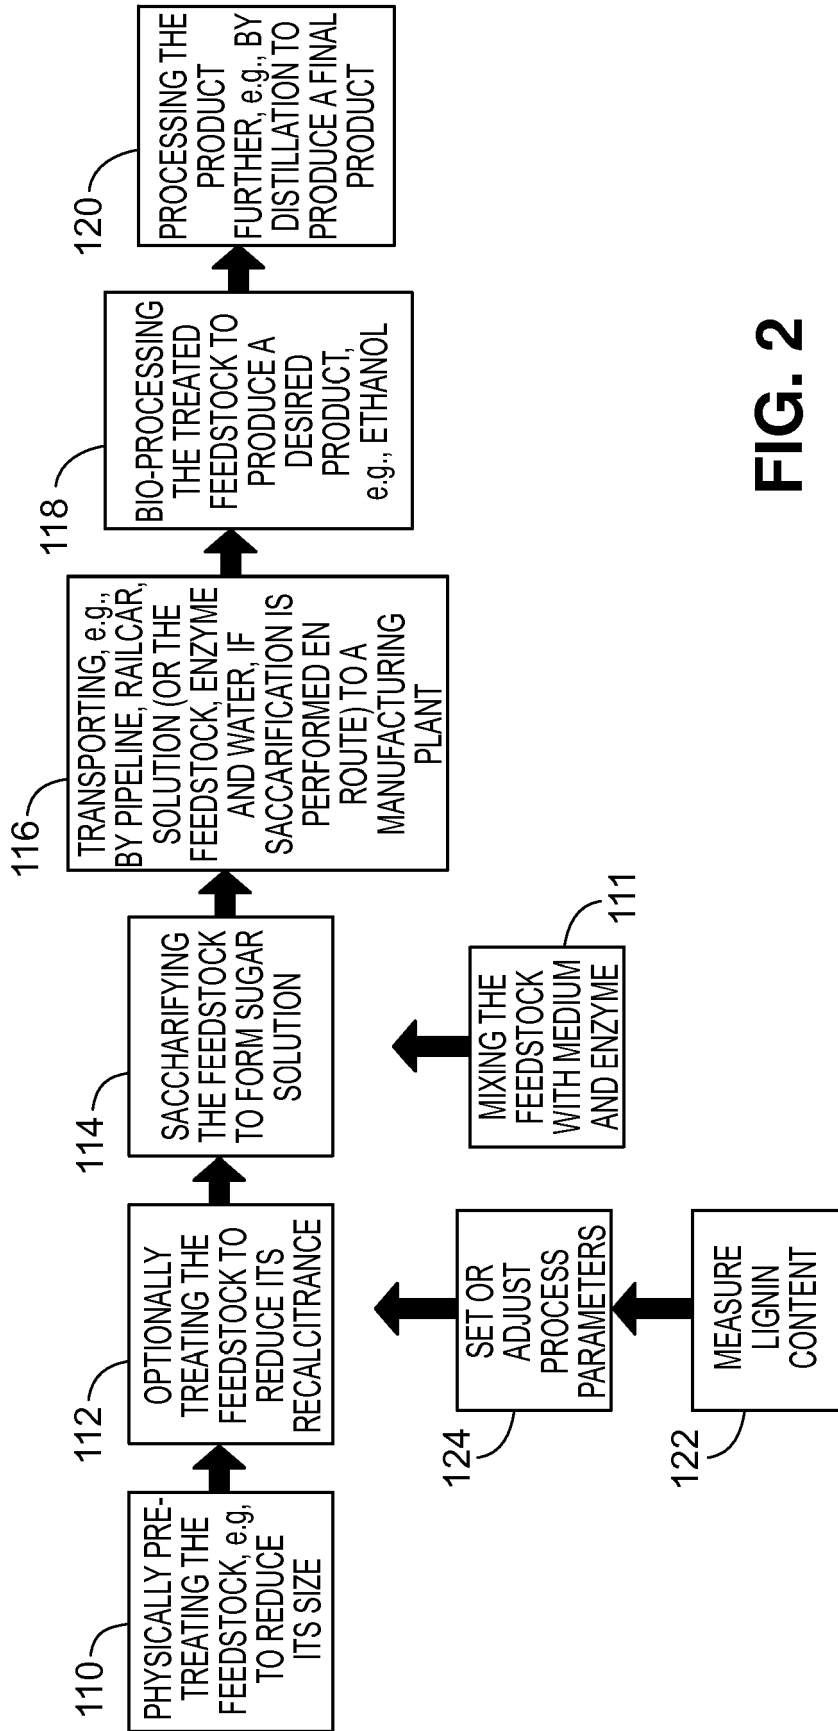 110
PHYSICALLY PRE-
TREATING THE
FEEDSTOCK, e.g,
TO REDUCE
ITS SIZE
112
OPTIONALLY
TREATING THE
FEEDSTOCK TO
REDUCE ITS
RECALCITRANCE
114
SACCHARIFYING
THE FEEDSTOCK
TO FORM SUGAR
SOLUTION
116
TRANSPORTING, e.g.,
BY PIPELINE, RAILCAR,
SOLUTION (OR THE
FEEDSTOCK, ENZYME
AND WATER, IF
SACCARIFICATION IS
PERFORMED EN
ROUTE) TO A
MANUFACTURING
PLANT
118
BIO-PROCESSING
THE TREATED
FEEDSTOCK TO
PRODUCE A
DESIRED
PRODUCT,
e.g., ETHANOL
120
PROCESSING THE
PRODUCT
FURTHER, e.g., BY
DISTILLATION TO
PRODUCE A FINAL
PRODUCT
124
SET OR
ADJUST
PROCESS
PARAMETERS
122
MEASURE
LIGNIN
CONTENT
111
MIXING THE
FEEDSTOCK
WITH MEDIUM
AND ENZYME
FIG. 2